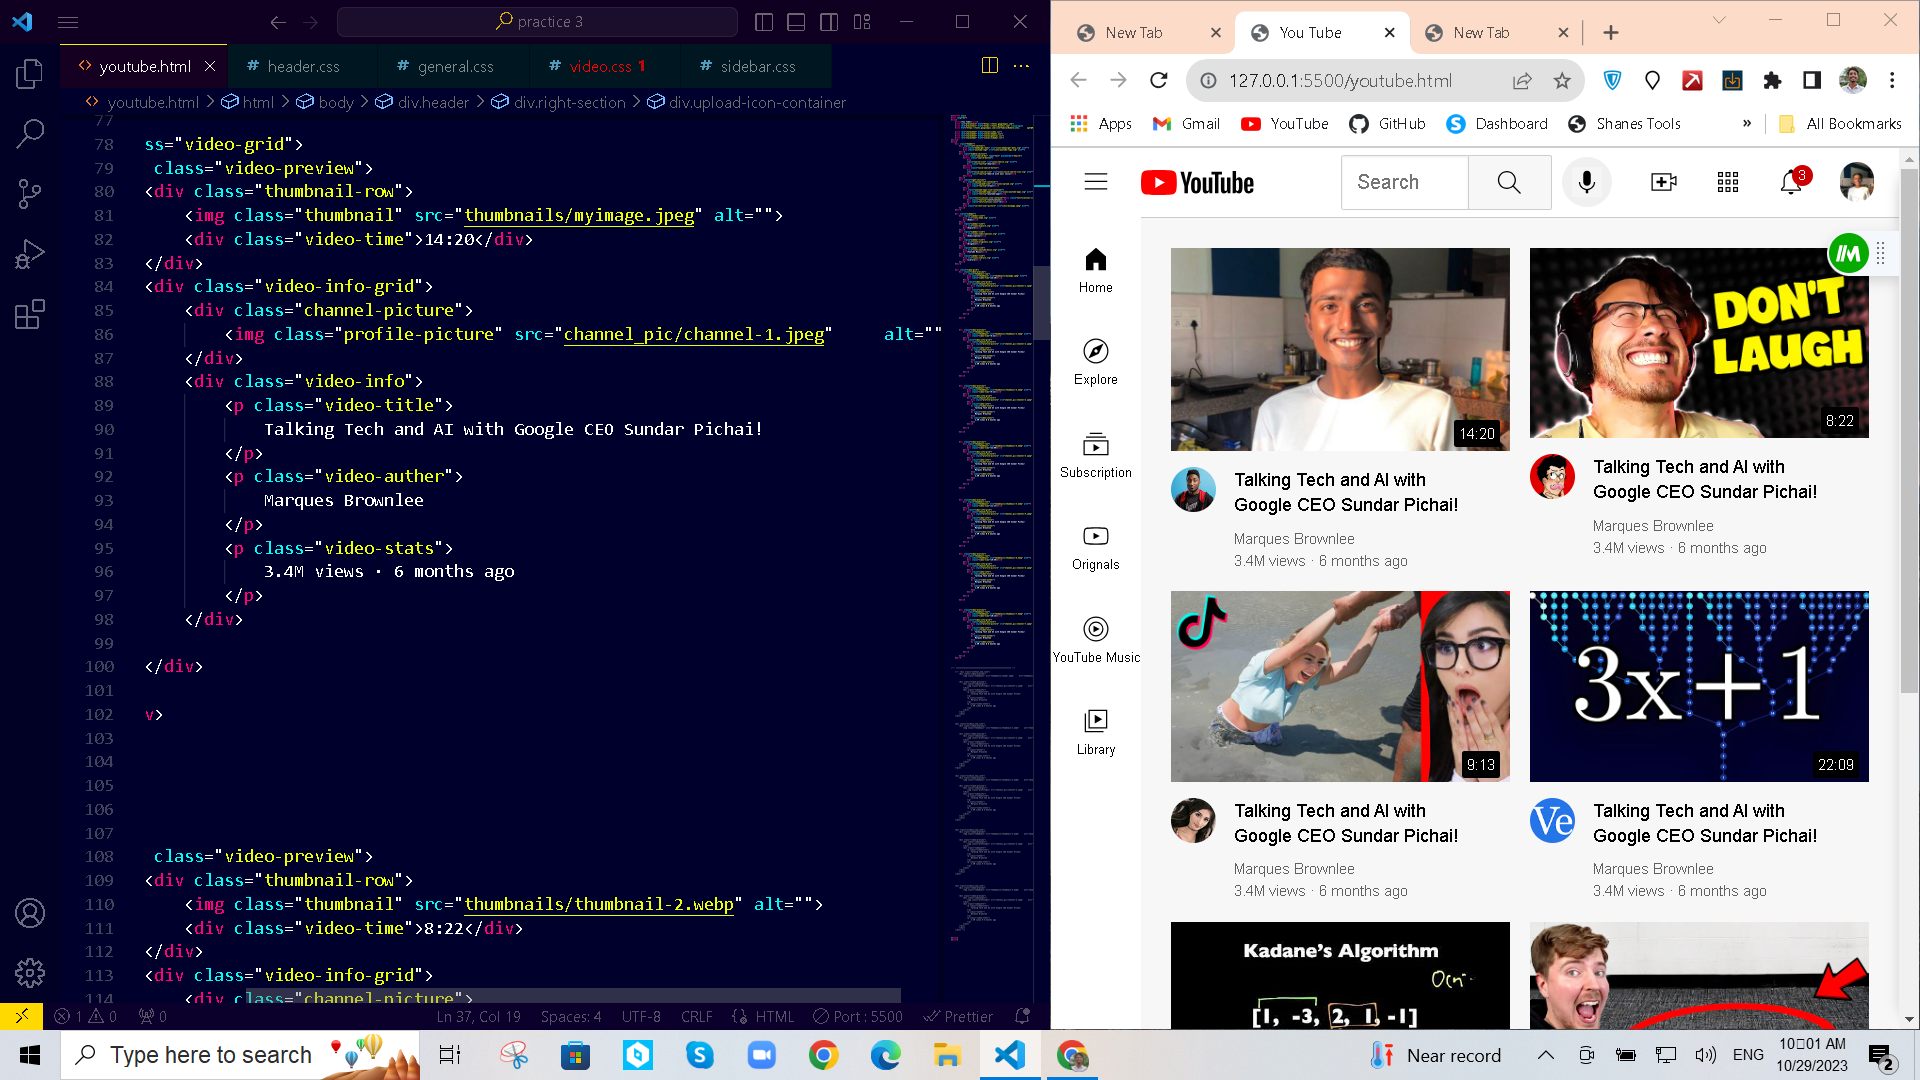 practice 3
youtube.html
header.css
general.css
video.css 1
sidebar.css
youtube.html > html > body > div.header > div.right-section > div.upload-icon-container
77
78 ss="video-grid">
79 class="video-preview">
80 <div class="thumbnail-row">
81 <img class="thumbnail" src="thumbnails/myimage.jpeg" alt="">
82 <div class="video-time">14:20</div>
83 </div>
84 <div class="video-info-grid">
85 <div class="channel-picture">
86 <img class="profile-picture" src="channel_pic/channel-1.jpeg" alt=""
87 </div>
88 <div class="video-info">
89 <p class="video-title">
90 Talking Tech and AI with Google CEO Sundar Pichai!
91 </p>
92 <p class="video-auther">
93 Marques Brownlee
94 </p>
95 <p class="video-stats">
96 3.4M views · 6 months ago
97 </p>
98 </div>
99
100 </div>
101
102 v>
103
104
105
106
107
108 class="video-preview">
109 <div class="thumbnail-row">
110 <img class="thumbnail" src="thumbnails/thumbnail-2.webp" alt="">
111 <div class="video-time">8:22</div>
112 </div>
113 <div class="video-info-grid">
114 <div class="channel-picture">
1 0 0 Ln 37, Col 19 Spaces: 4 UTF-8 CRLF HTML Port : 5500 Prettier
New Tab
You Tube
New Tab
127.0.0.1:5500/youtube.html
Apps Gmail YouTube GitHub Dashboard Shanes Tools » All Bookmarks
YouTube
Search
3
Home
Explore
Subscription
Orignals
YouTube Music
Library
14:20
Talking Tech and AI with
Google CEO Sundar Pichai!
Marques Brownlee
3.4M views · 6 months ago
DON'T
LAUGH
8:22
Talking Tech and AI with
Google CEO Sundar Pichai!
Marques Brownlee
3.4M views · 6 months ago
9:13
Talking Tech and AI with
Google CEO Sundar Pichai!
Marques Brownlee
3.4M views · 6 months ago
3x+1
22:09
Ve
Talking Tech and AI with
Google CEO Sundar Pichai!
Marques Brownlee
3.4M views · 6 months ago
Kadane's Algorithm
[1, -3, 2, 1, -1]
Type here to search
Near record
ENG
10:01 AM
10/29/2023
2